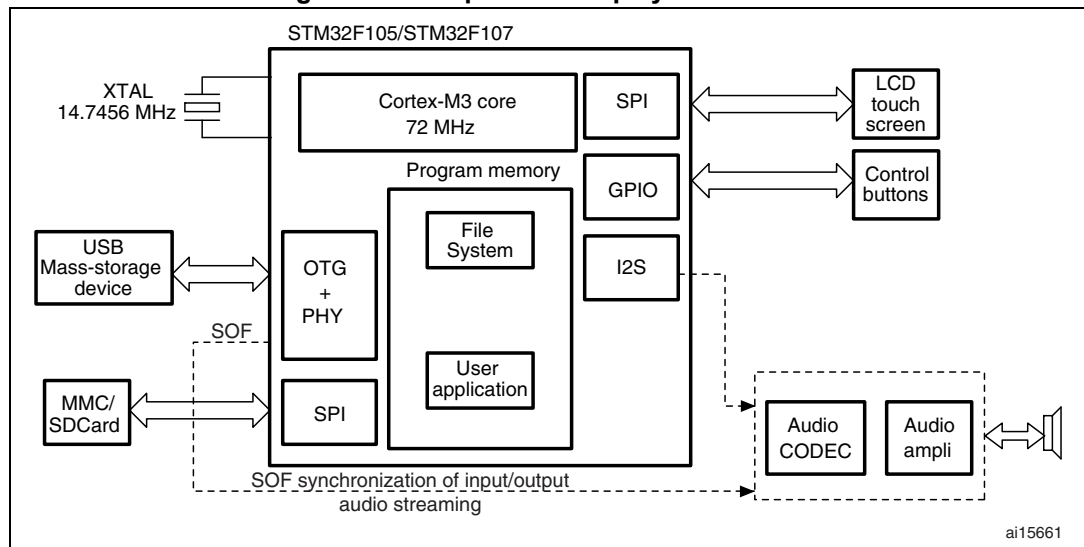 STM32F105/STM32F107
XTAL
14.7456 MHz
Cortex-M3 core
72 MHz
SPI
LCD
touch
screen
Program memory
GPIO
Control
buttons
File
System
I2S
USB
Mass-storage
device
OTG
+
PHY
SOF
User
application
MMC/
SDCard
SPI
Audio
CODEC
Audio
ampli
SOF synchronization of input/output
audio streaming
ai15661